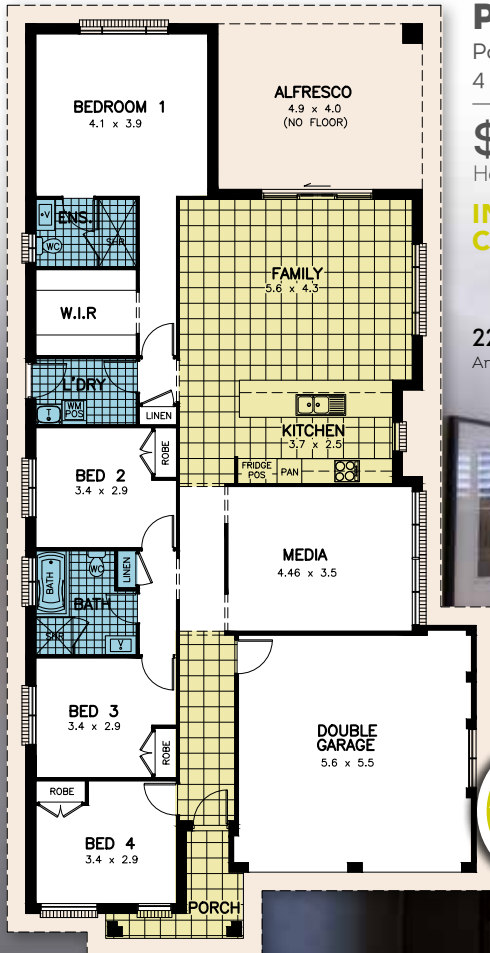 BEDROOM 1
4.1 x 3.9
ALFRESCO
4.9 x 4.0
(NO FLOOR)
V
ENS.
WC
SHR
W.I.R
FAMILY
5.6 x 4.3
L'DRY
T
WM
POS
LINEN
KITCHEN
3.7 x 2.5
FRIDGE
POS
PAN
BED 2
3.4 x 2.9
ROBE
MEDIA
4.46 x 3.5
BATH
WC
LINEN
BATH
SHR
V
BED 3
3.4 x 2.9
ROBE
DOUBLE
GARAGE
5.6 x 5.5
ROBE
BED 4
3.4 x 2.9
PORCH
4
$
22